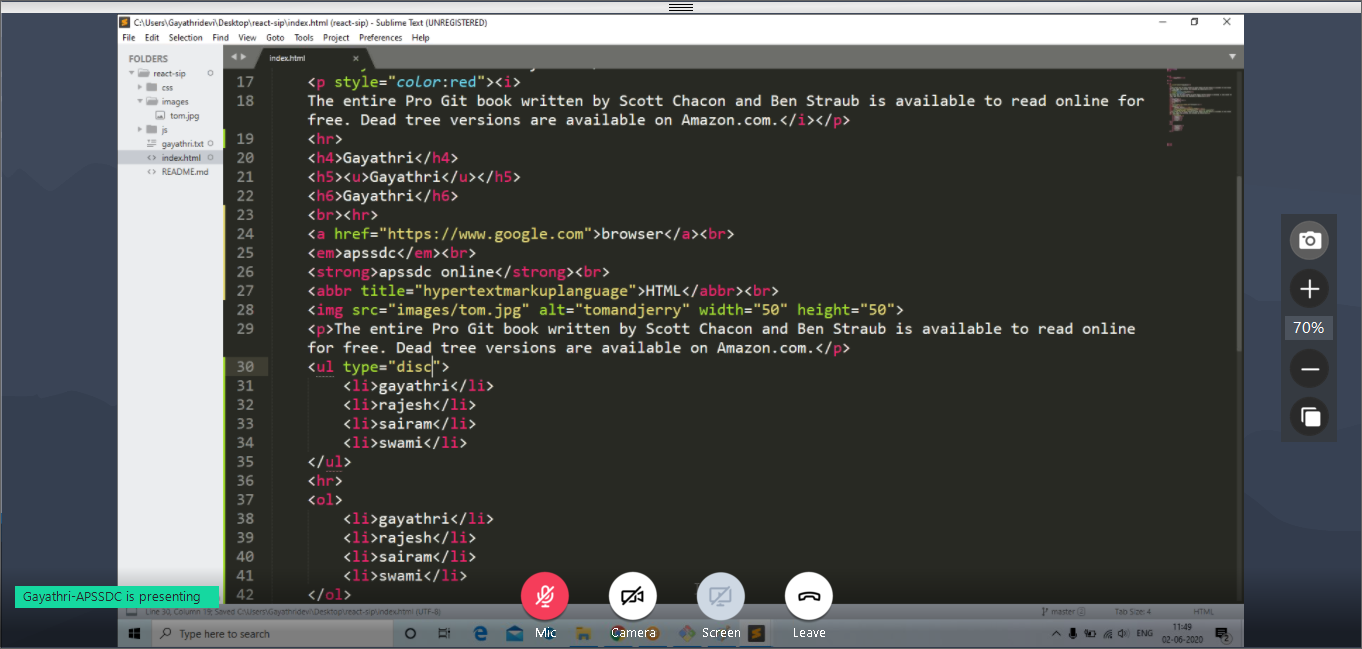 C:\Users\Gayathridevi\Desktop\react-sip\index.html (react-sip) - Sublime Text (UNREGISTERED)
File Edit Selection Find View Goto Tools Project Preferences Help
FOLDERS
react-sip
css
images
tom.jpg
js
gayathri.txt
index.html
README.md
index.html
17 <p style="color:red"><i>
18 The entire Pro Git book written by Scott Chacon and Ben Straub is available to read online for
free. Dead tree versions are available on Amazon.com.</i></p>
19 <hr>
20 <h4>Gayathri</h4>
21 <h5><u>Gayathri</u></h5>
22 <h6>Gayathri</h6>
23 <br><hr>
24 <a href="https://www.google.com">browser</a><br>
25 <em>apssdc</em><br>
26 <strong>apssdc online</strong><br>
27 <abbr title="hypertextmarkuplanguage">HTML</abbr><br>
28 <img src="images/tom.jpg" alt="tomandjerry" width="50" height="50">
29 <p>The entire Pro Git book written by Scott Chacon and Ben Straub is available to read online
for free. Dead tree versions are available on Amazon.com.</p>
30 <ul type="disc">
31 <li>gayathri</li>
32 <li>rajesh</li>
33 <li>sairam</li>
34 <li>swami</li>
35 </ul>
36 <hr>
37 <ol>
38 <li>gayathri</li>
39 <li>rajesh</li>
40 <li>sairam</li>
41 <li>swami</li>
42 </ol>
70%
Gayathri-APSSDC is presenting
Line 30, Column 19; Saved C:\Users\Gayathridevi\Desktop\react-sip\index.html (UTF-8)
master
Tab Size: 4
HTML
Type here to search
Mic
Camera
Screen
Leave
ENG
11:49
02-06-2020
2